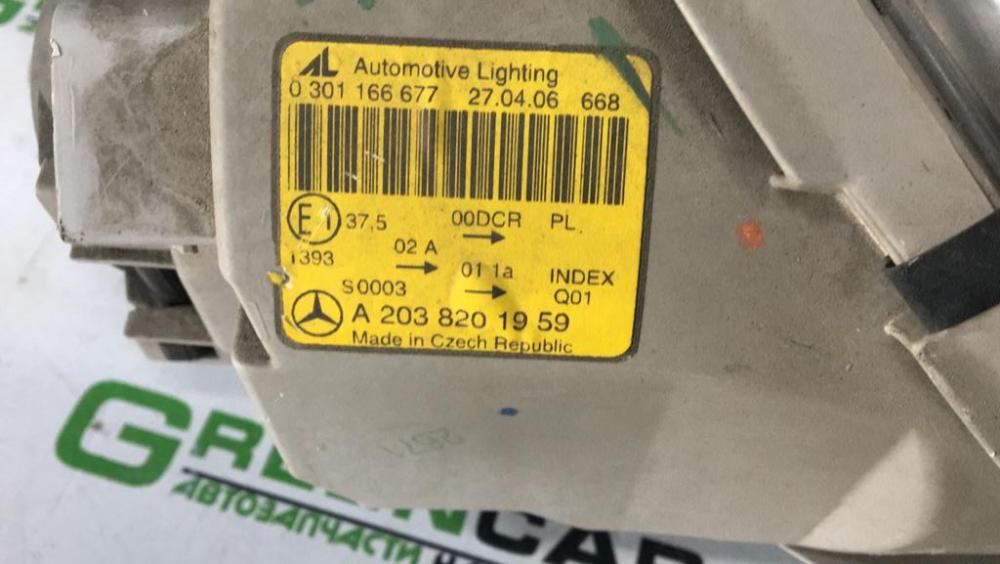 AL Automotive Lighting
0 301 166 677 27.04.06 668
E1 37,5 00DCR PL.
02 A
1393 01 1a INDEX
S0003 Q01
A 203 820 19 59
Made in Czech Republic
GREENCAR
АВТОЗАПЧАСТИ